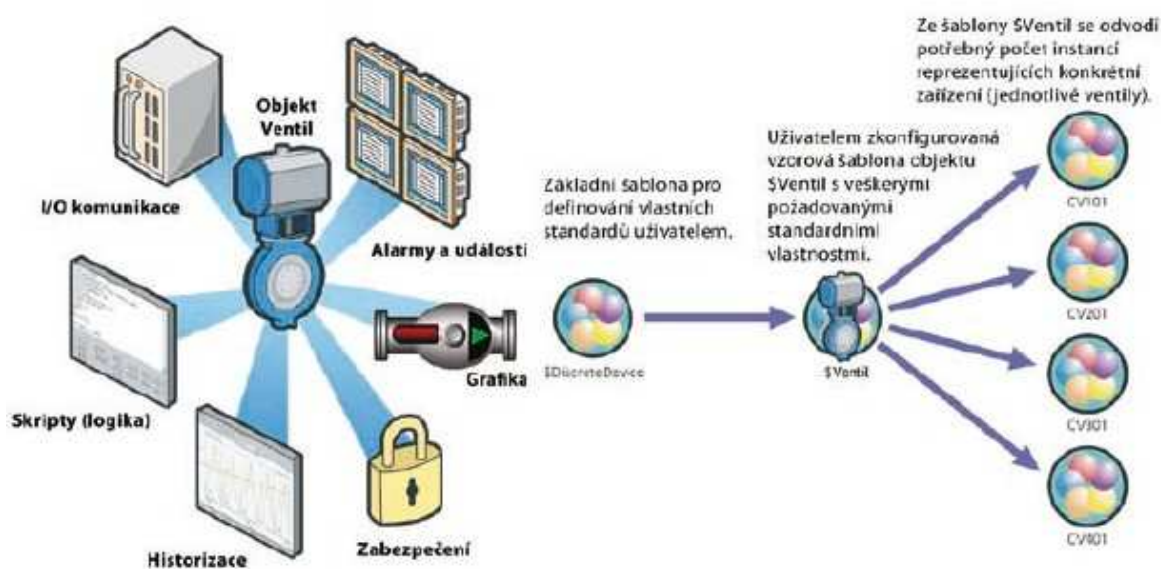 Objekt
Ventil
I/O komunikace
Alarmy a události
Grafika
Skripty (logika)
Historizace
Zabezpečení
Základní šablona pro
definování vlastních
standardů uživatelem.
$DiscreteDevice
Uživatelem zkonfigurovaná
vzorová šablona objektu
$Ventil s veškerými
požadovanými
standardními
vlastnostmi.
$Ventil
Ze šablony $Ventil se odvodí
potřebný počet instancí
reprezentujících konkrétní
zařízení (jednotlivé ventily).
CV101
CV201
CV301
CV401